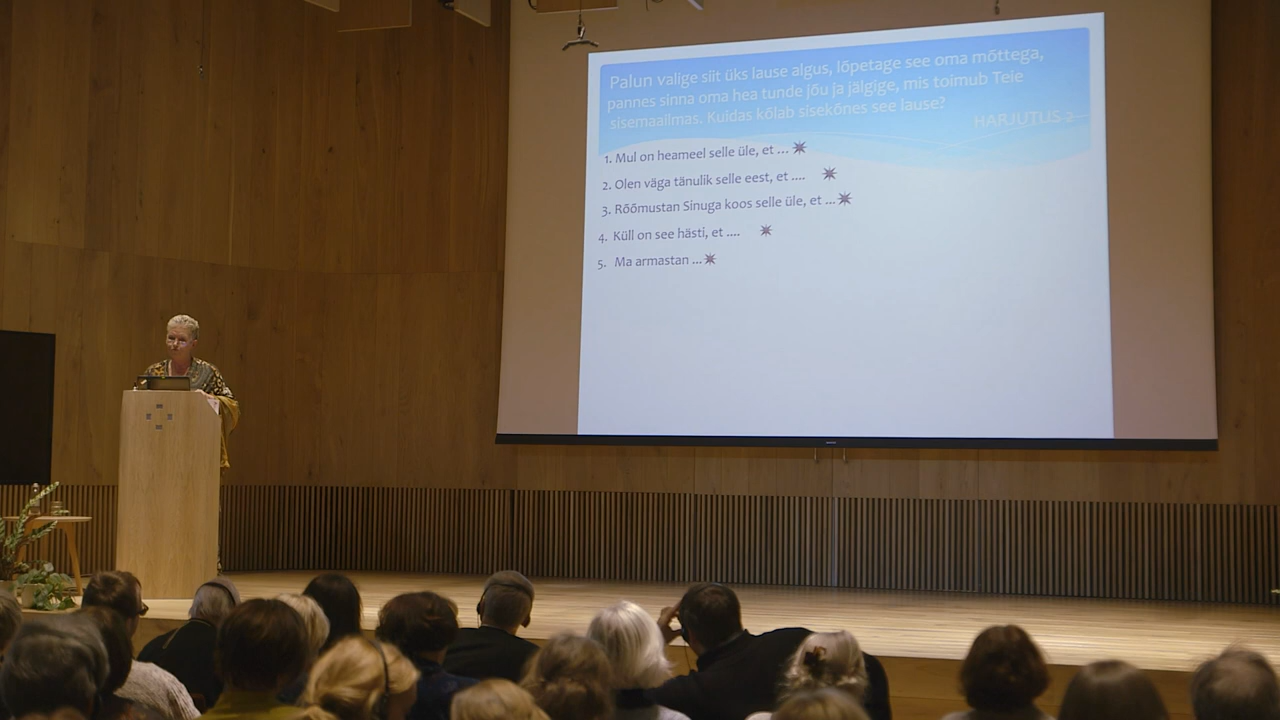 Palun valige siit üks lause algus, lõpetage see oma mõttega,
pannes sinna oma hea tunde jõu ja jälgige, mis toimub Teie
sisemaailmas. Kuidas kõlab sisekõnes see lause?
HARJUTUS 2
1. Mul on heameel selle üle, et ...
2. Olen väga tänulik selle eest, et ....
3. Rõõmustan Sinuga koos selle üle, et ...
4. Küll on see hästi, et ....
5. Ma armastan ...